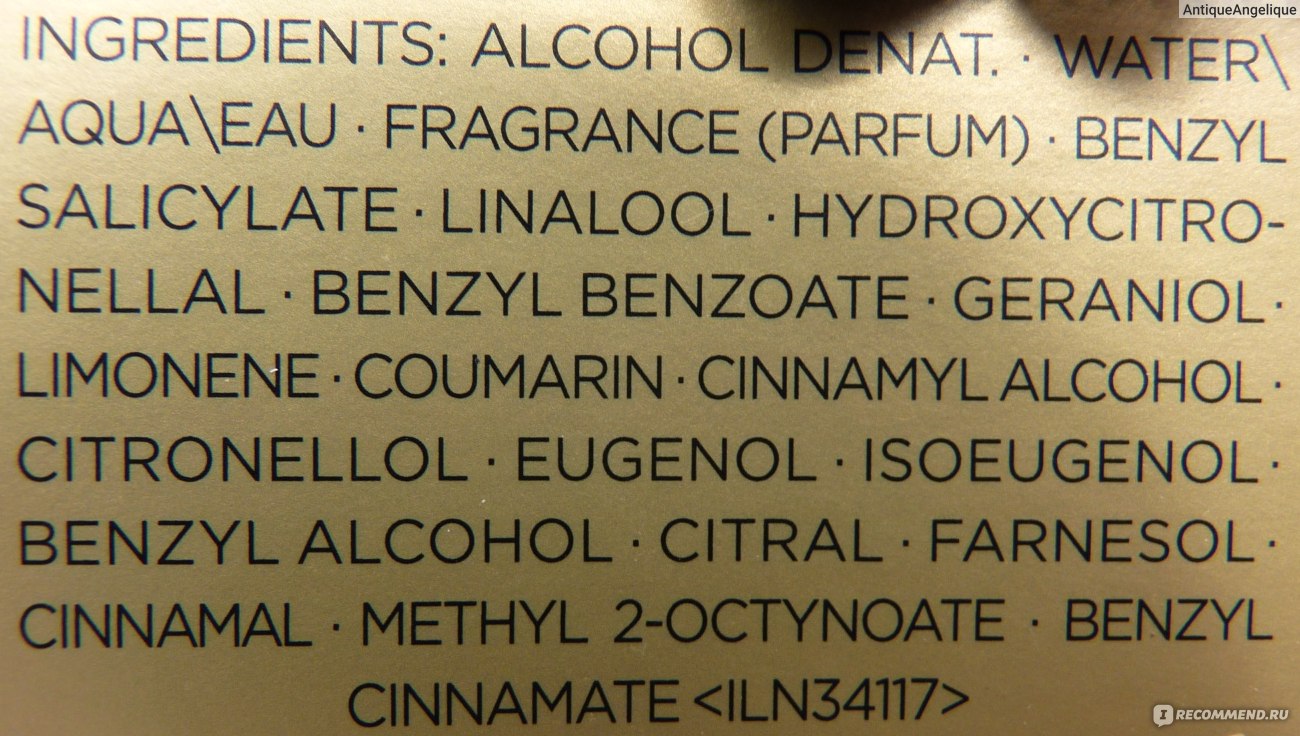 AntiqueAngelique
INGREDIENTS: ALCOHOL DENAT. · WATER\
AQUA\EAU · FRAGRANCE (PARFUM) · BENZYL
SALICYLATE · LINALOOL · HYDROXYCITRO-
NELLAL · BENZYL BENZOATE · GERANIOL ·
LIMONENE · COUMARIN · CINNAMYL ALCOHOL ·
CITRONELLOL · EUGENOL · ISOEUGENOL ·
BENZYL ALCOHOL · CITRAL · FARNESOL ·
CINNAMAL · METHYL 2-OCTYNOATE · BENZYL
CINNAMATE <ILN34117>
I RECOMMEND.RU